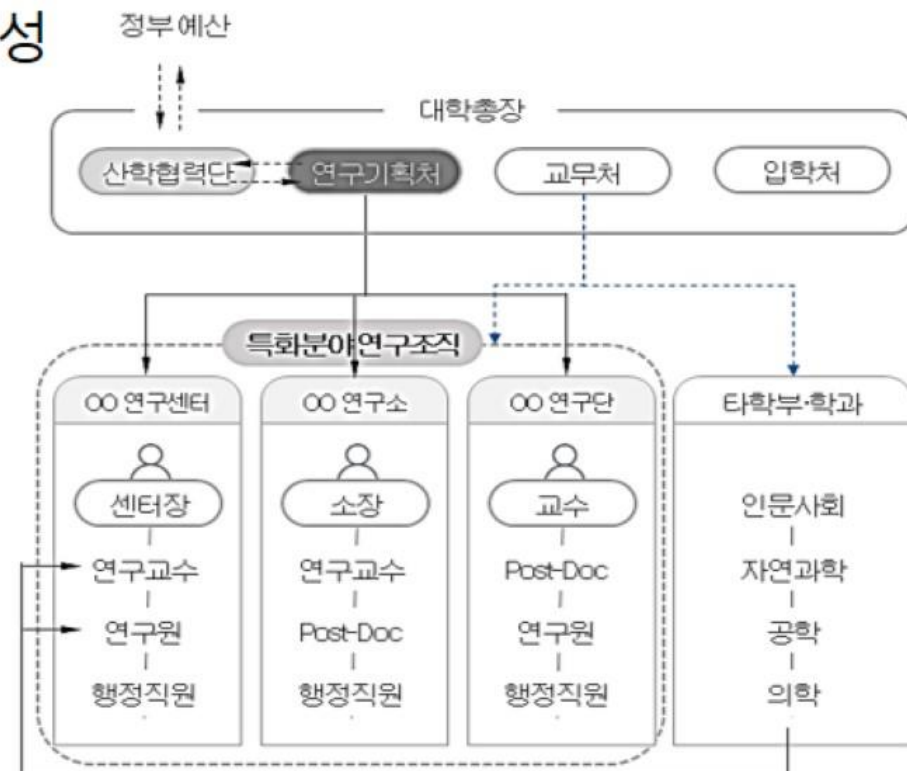 성
정부 예산
대학총장
산학협력단 연구기획처 교무처 입학처
특화분야 연구조직
OO 연구센터 OO 연구소 OO 연구단 타학부·학과
센터장 소장 교수 인문사회
연구교수 연구교수 Post-Doc 자연과학
연구원 Post-Doc 연구원 공학
행정직원 행정직원 행정직원 의학